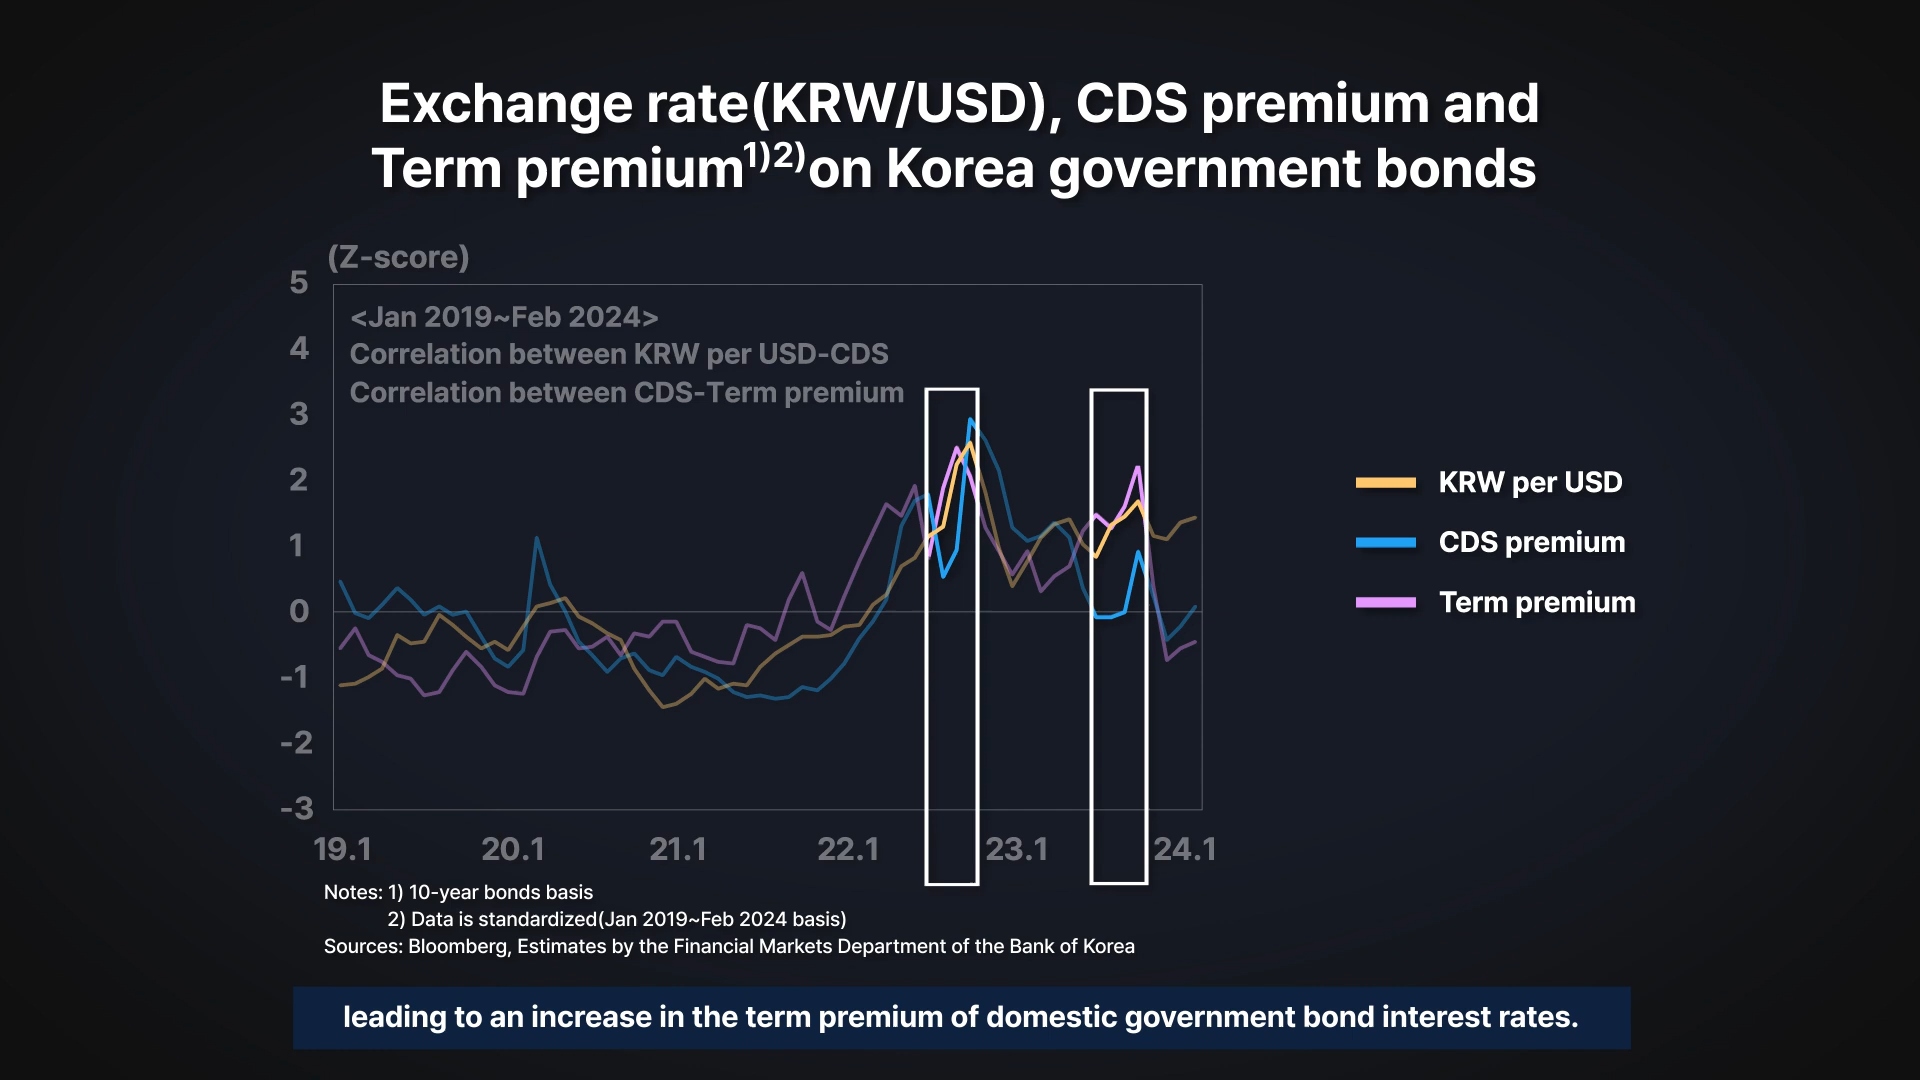 Exchange rate(KRW/USD), CDS premium and
Term premium1)2)on Korea government bonds
(Z-score)
5
4
3
2
1
0
-1
-2
-3
<Jan 2019~Feb 2024>
Correlation between KRW per USD-CDS
Correlation between CDS-Term premium
19.1 20.1 21.1 22.1 23.1 24.1
KRW per USD
CDS premium
Term premium
Notes: 1) 10-year bonds basis
2) Data is standardized(Jan 2019~Feb 2024 basis)
Sources: Bloomberg, Estimates by the Financial Markets Department of the Bank of Korea
leading to an increase in the term premium of domestic government bond interest rates.